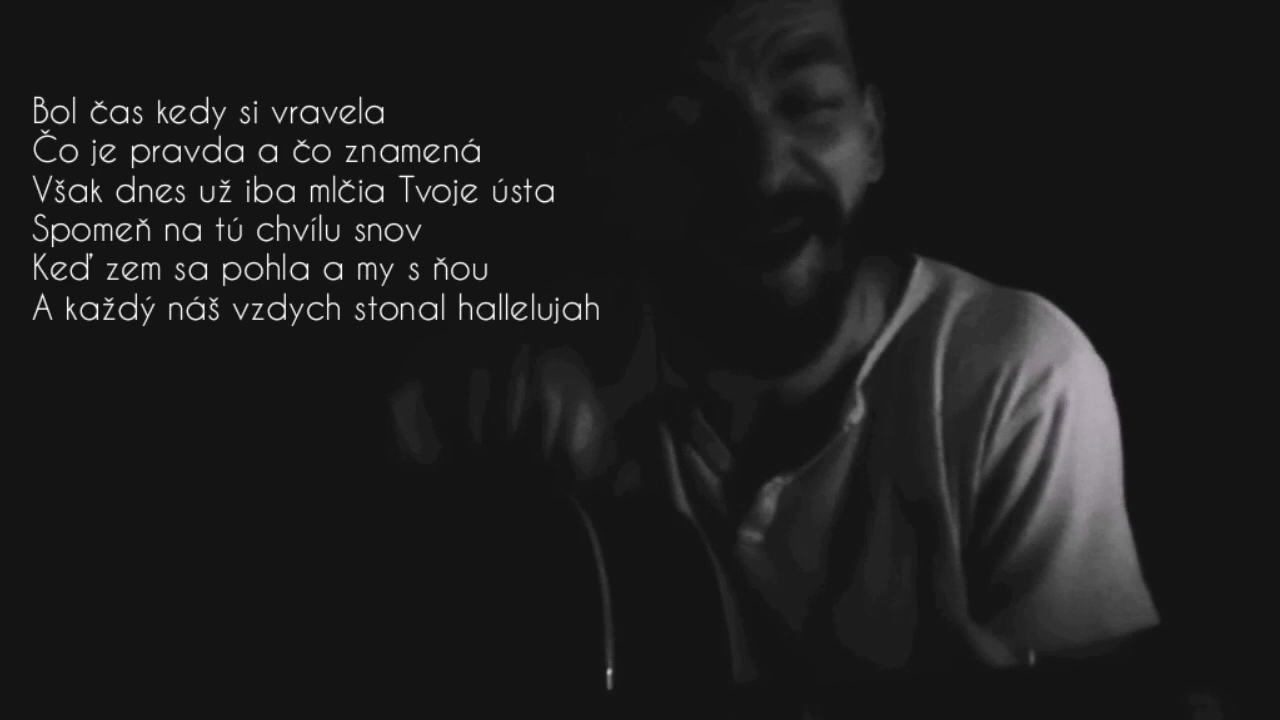 Bol čas kedy si vravela
Čo je pravda a čo znamená
Však dnes už iba mlčia Tvoje ústa
Spomeň na tú chvílu snov
Keď zem sa pohla a my s ňou
A každý náš vzdych stonal hallelujah